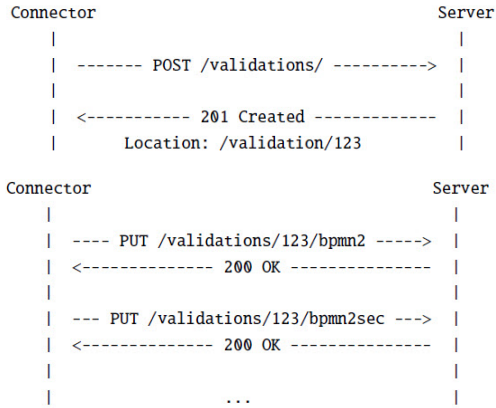 Connector                                              Server
    |                                                     |
    |  ------- POST /validations/ ---------->  |
    |                                                     |
    |  <----------- 201 Created -------------  |
    |        Location: /validation/123            |
Connector                                              Server
    |                                                     |
    |  ---- PUT /validations/123/bpmn2 ----->  |
    |  <-------------- 200 OK ---------------  |
    |                                                     |
    |  --- PUT /validations/123/bpmn2sec --->  |
    |  <-------------- 200 OK ---------------  |
    |                                                     |
    |                    ...                    |